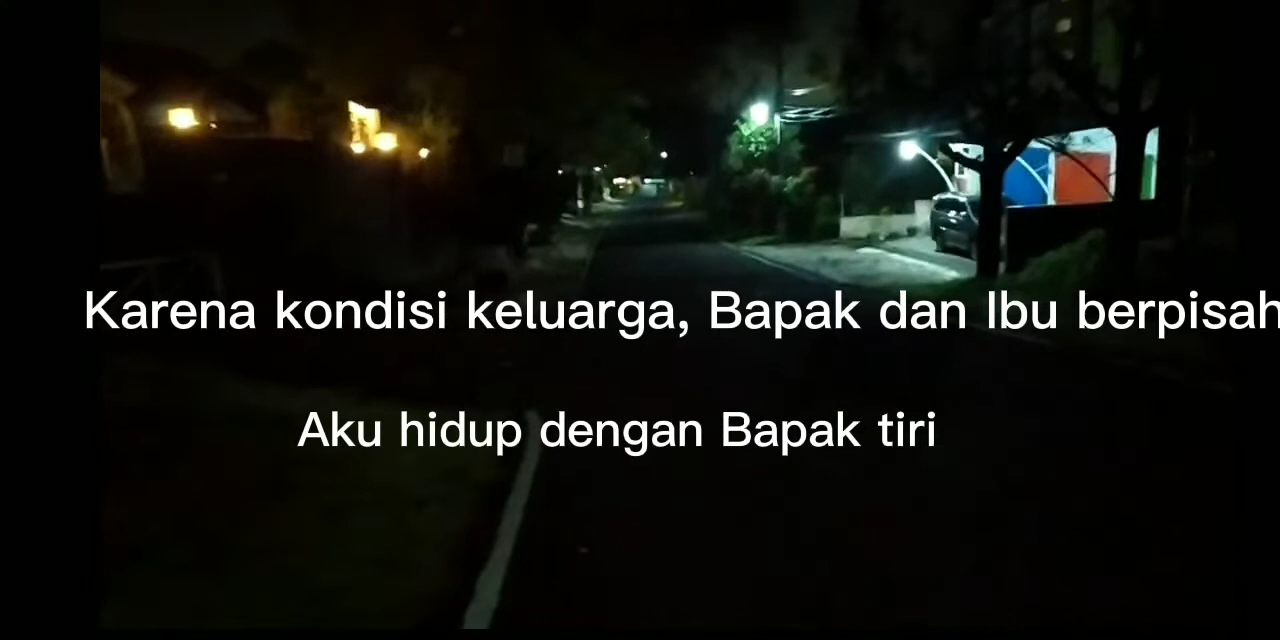 Karena kondisi keluarga, Bapak dan Ibu berpisah
Aku hidup dengan Bapak tiri